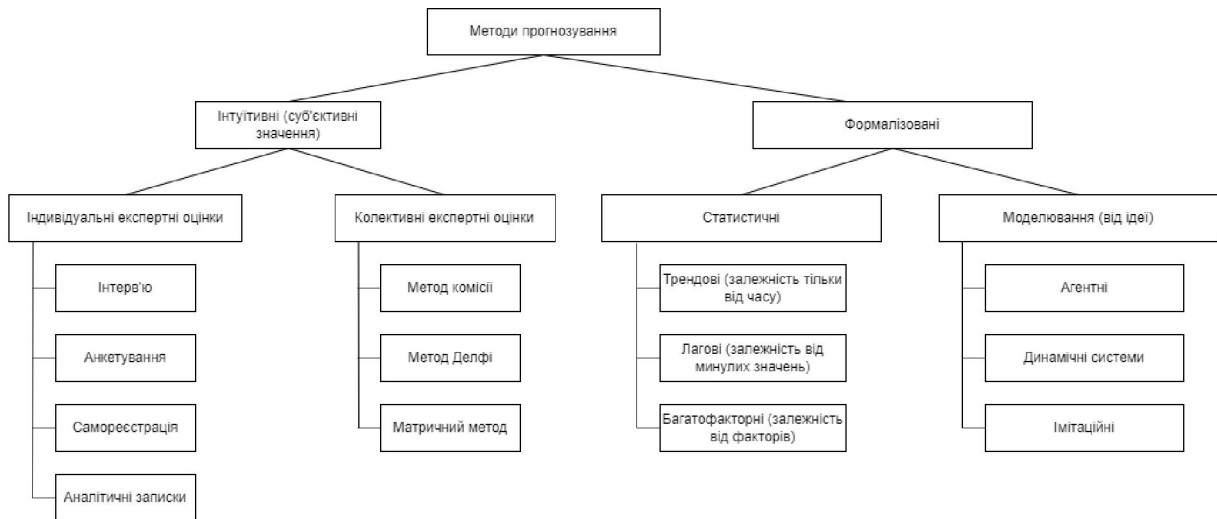 Методи прогнозування
Інтуїтивні (суб'єктивні
значення)
Формалізовані
Індивідуальні експертні оцінки
Колективні експертні оцінки
Статистичні
Моделювання (від ідеї)
Інтерв'ю
Метод комісії
Трендові (залежність тільки
від часу)
Агентні
Анкетування
Метод Делфі
Лагові (залежність від
минулих значень)
Динамічні системи
Самореєстрація
Матричний метод
Багатофакторні (залежність
від факторів)
Імітаційні
Аналітичні записки